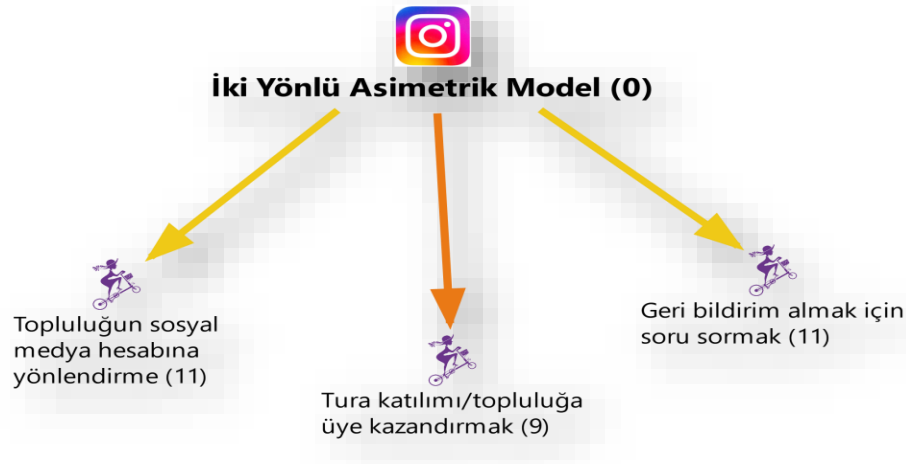 İki Yönlü Asimetrik Model (0)
Topluluğun sosyal
medya hesabına
yönlendirme (11)
Tura katılımı/topluluğa
üye kazandırmak (9)
Geri bildirim almak için
soru sormak (11)